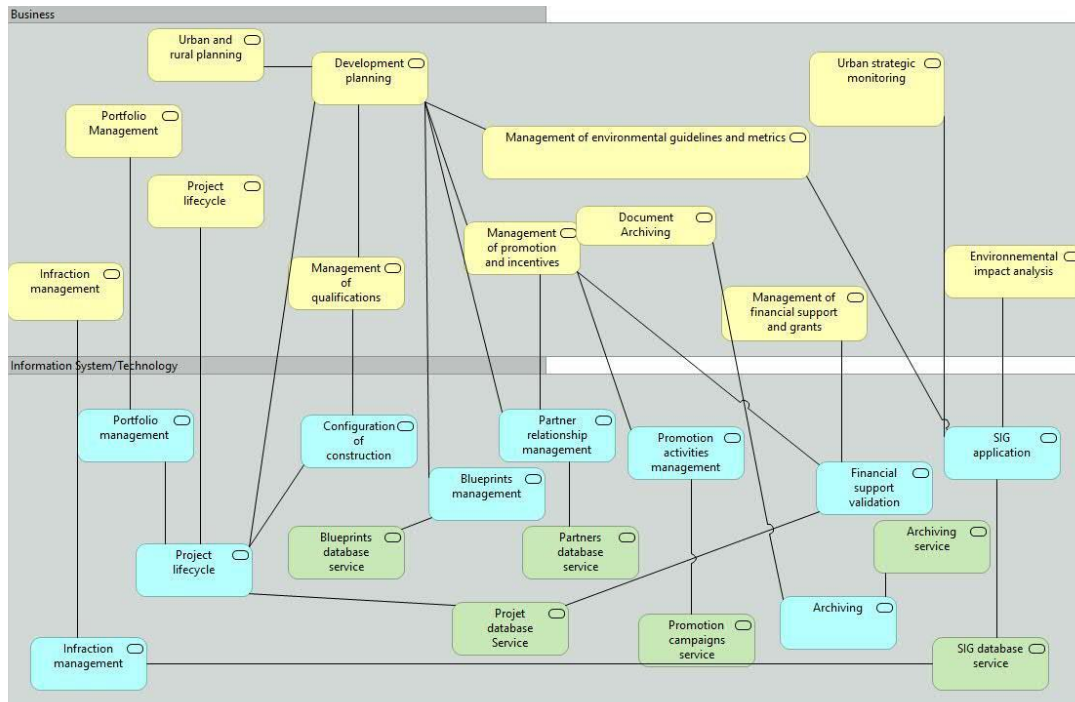 Business
Urban and
rural planning
Development
planning
Urban strategic
monitoring
Portfolio
Management
Management of environmental guidelines and metrics
Project
lifecycle
Document
Archiving
Management
of promotion
and incentives
Infraction
management
Management
of
qualifications
Environnemental
impact analysis
Management of
financial support
and grants
Information System/Technology
Portfolio
management
Configuration
of
construction
Partner
relationship
management
Promotion
activities
management
SIG
application
Blueprints
management
Financial
support
validation
Blueprints
database
service
Partners
database
service
Archiving
service
Project
lifecycle
Projet
database
Service
Promotion
campaigns
service
Archiving
Infraction
management
SIG database
service